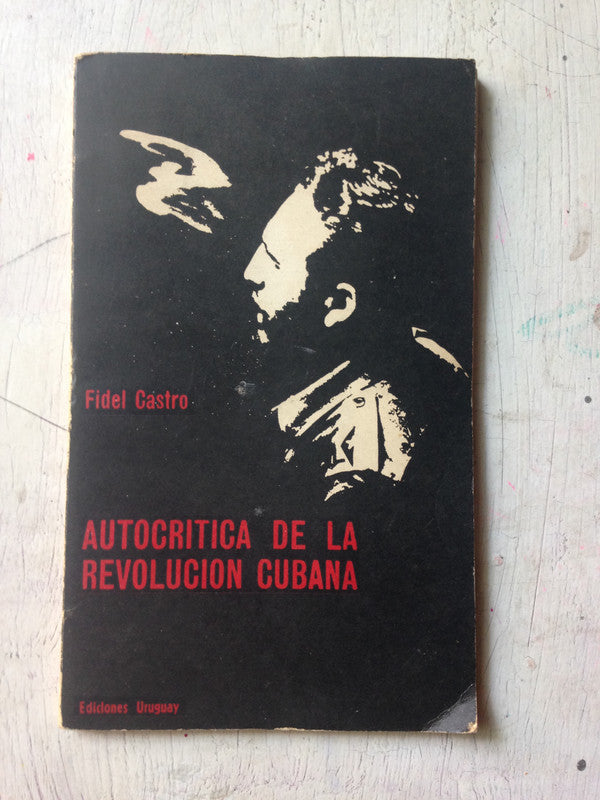 Fidel Castro
AUTOCRITICA DE LA
REVOLUCION CUBANA
Ediciones Uruguay